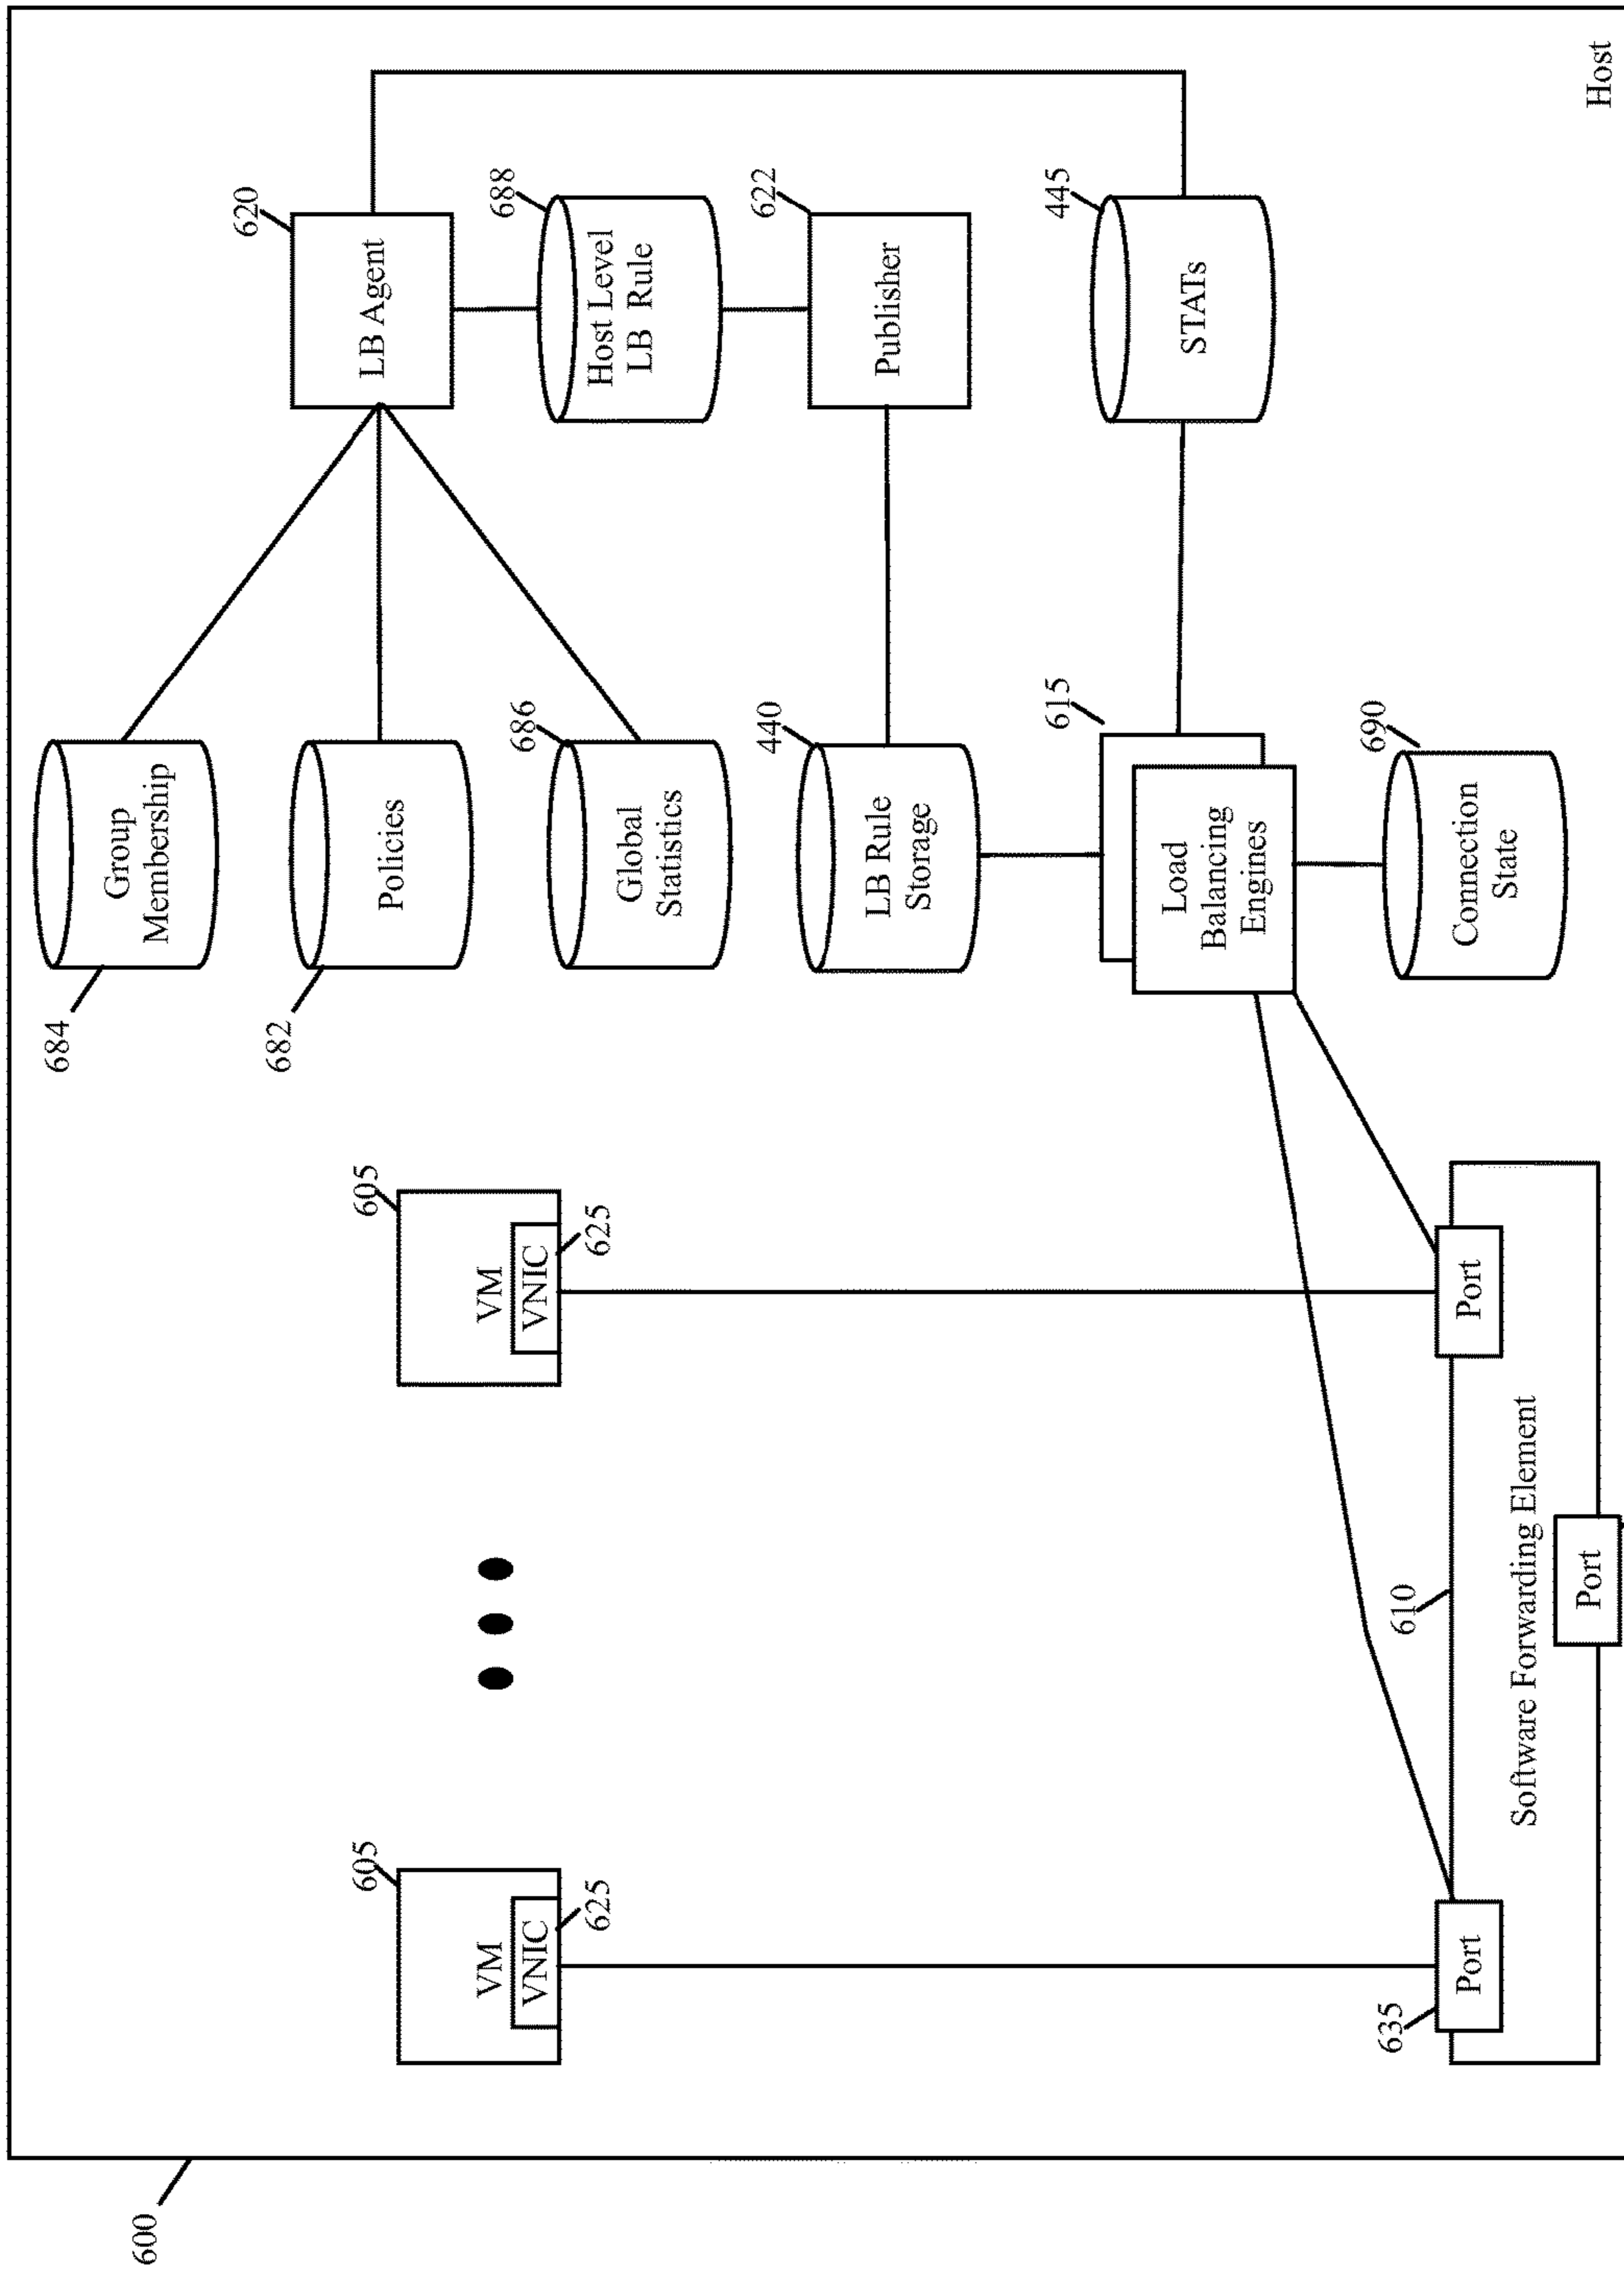 600
684
Group
Membership
682
Policies
686
Global
Statistics
620
LB Agent
688
Host Level
LB Rule
622
Publisher
440
LB Rule
Storage
445
STATs
615
Load
Balancing
Engines
690
Connection
State
605
VM
VNIC
625
605
VM
VNIC
625
635
Port
610
Port
Software Forwarding Element
Port
Host